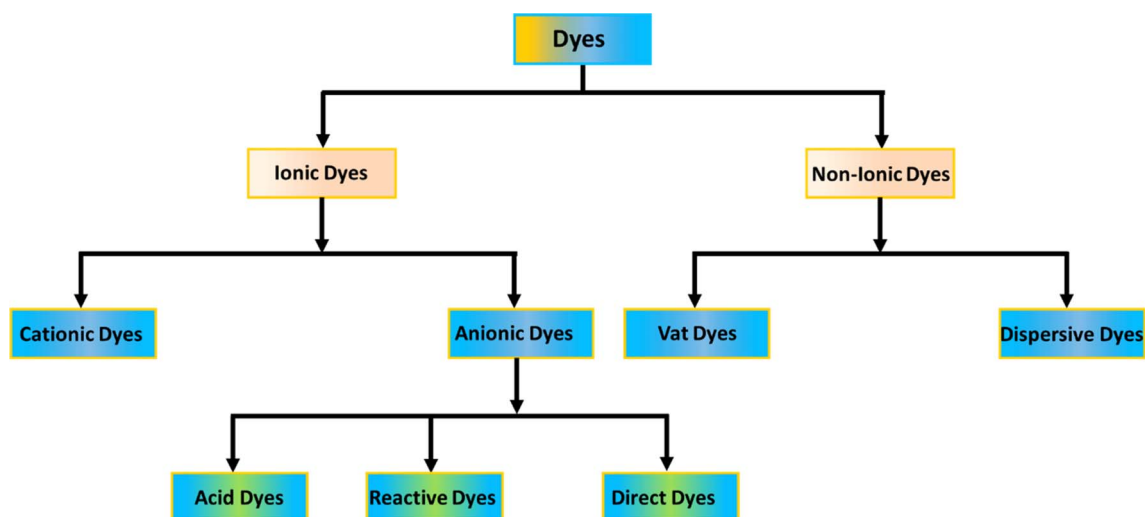 Dyes
Ionic Dyes
Non-Ionic Dyes
Cationic Dyes
Anionic Dyes
Vat Dyes
Dispersive Dyes
Acid Dyes
Reactive Dyes
Direct Dyes